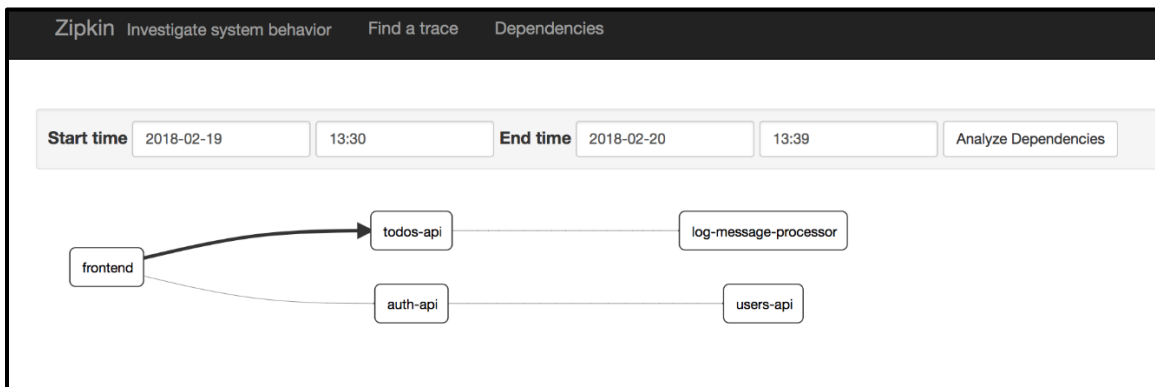 Zipkin Investigate system behavior Find a trace Dependencies
Start time 2018-02-19 13:30 End time 2018-02-20 13:39 Analyze Dependencies
todos-api log-message-processor
frontend
auth-api users-api